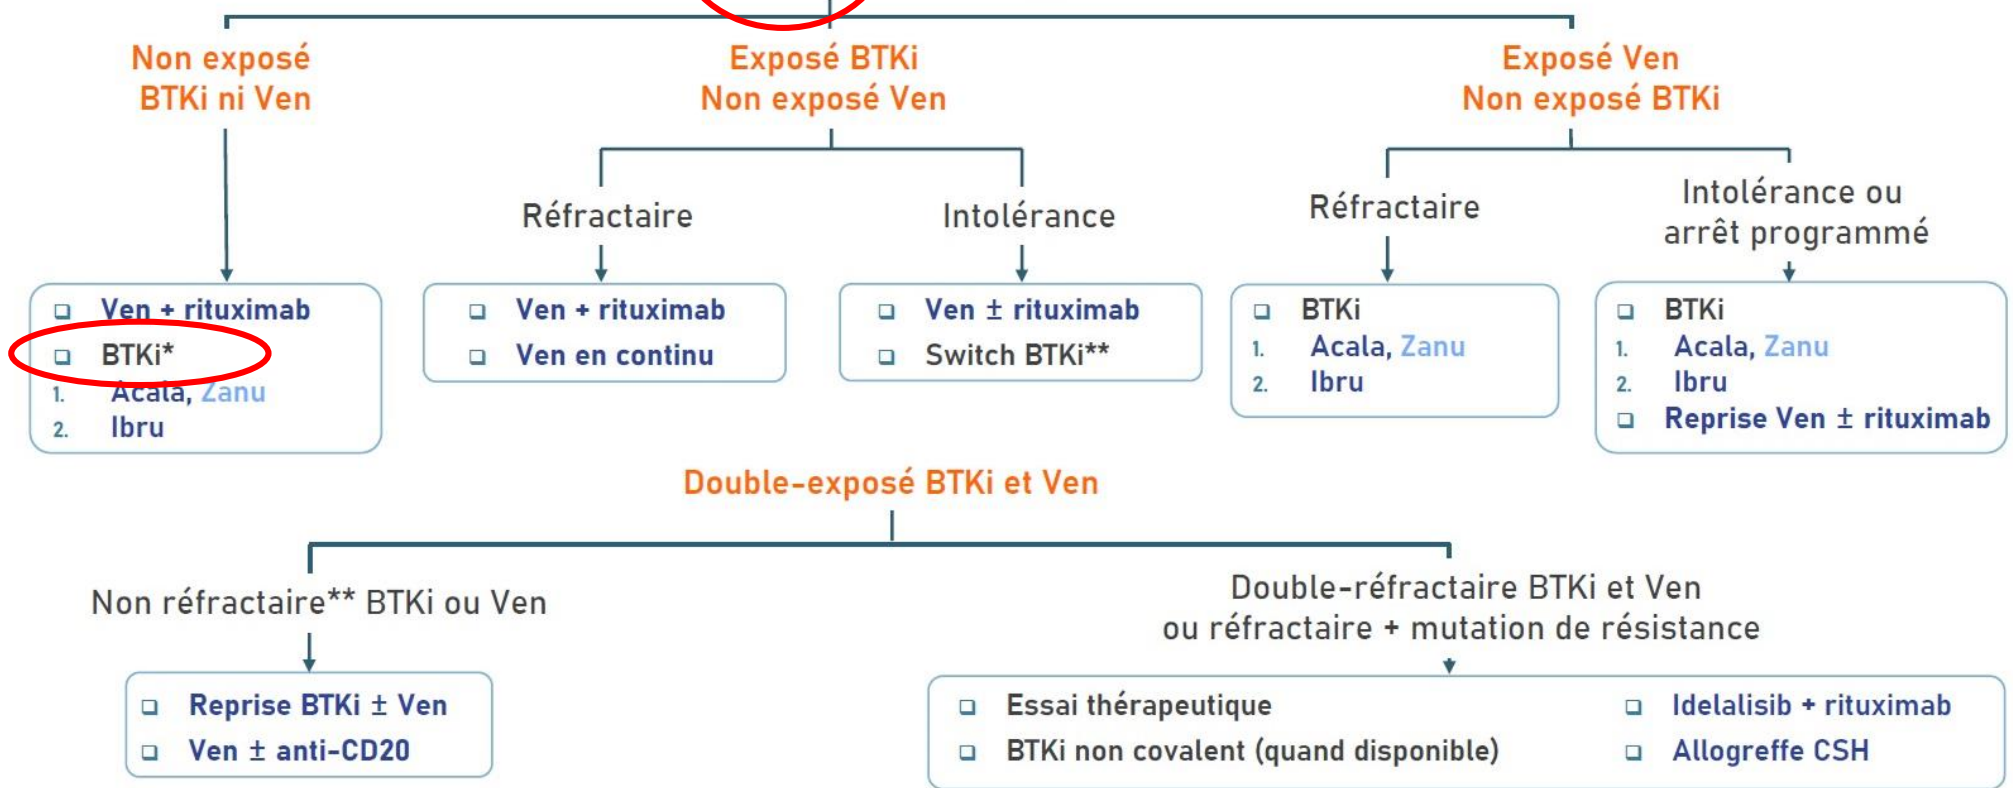 Non exposé
BTKi ni Ven
Exposé BTKi
Non exposé Ven
Exposé Ven
Non exposé BTKi
Réfractaire
Intolérance
Réfractaire
Intolérance ou
arrêt programmé
❑ Ven + rituximab
❑ BTKi*
1. Acala, Zanu
2. Ibru
❑ Ven + rituximab
❑ Ven en continu
❑ Ven ± rituximab
❑ Switch BTKi**
❑ BTKi
1. Acala, Zanu
2. Ibru
❑ BTKi
1. Acala, Zanu
2. Ibru
❑ Reprise Ven ± rituximab
Double-exposé BTKi et Ven
Non réfractaire** BTKi ou Ven
Double-réfractaire BTKi et Ven
ou réfractaire + mutation de résistance
❑ Reprise BTKi ± Ven
❑ Ven ± anti-CD20
❑ Essai thérapeutique
❑ BTKi non covalent (quand disponible)
❑ Idelalisib + rituximab
❑ Allogreffe CSH